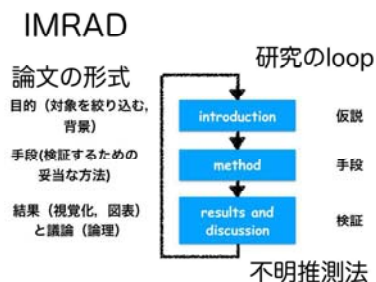 IMRAD
研究のloop
論文の形式
目的（対象を絞り込む,
背景）
introduction
仮説
手段(検証するための
妥当な方法)
method
手段
結果（視覚化，図表）
と議論（論理）
results and
discussion
検証
不明推測法